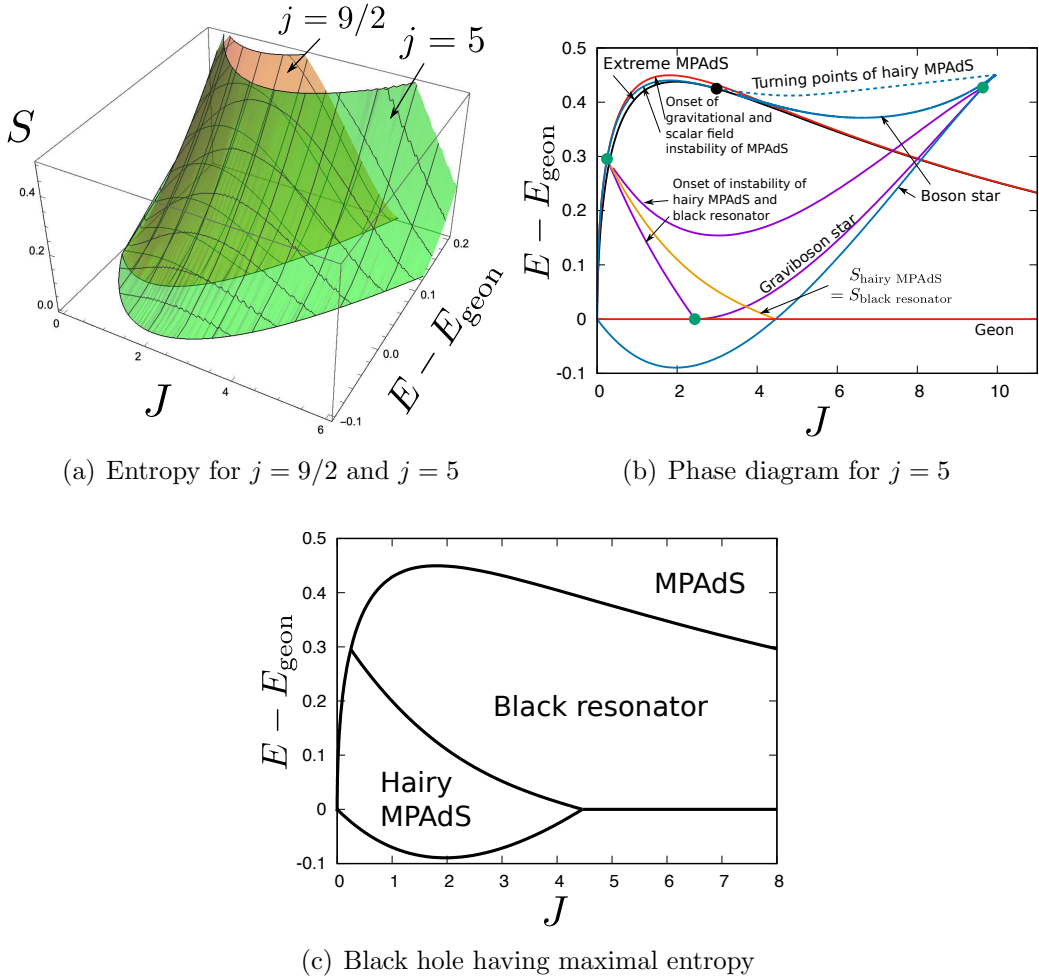 j = 9/2
j = 5
S
0.4
0.2
0.0
0
2
4
6
0.2
0.1
0.0
−0.1
J
E − E_geon
(a) Entropy for j = 9/2 and j = 5
0.5
0.4
0.3
0.2
0.1
0
-0.1
0
2
4
6
8
10
E − E_geon
J
Extreme MPAdS
Turning points of hairy MPAdS
Onset of
gravitational and
scalar field
instability of MPAdS
Onset of instability of
hairy MPAdS and
black resonator
Boson star
Graviboson star
S_hairy MPAdS
= S_black resonator
Geon
(b) Phase diagram for j = 5
0.5
0.4
0.3
0.2
0.1
0
-0.1
0
1
2
3
4
5
6
7
8
E − E_geon
J
MPAdS
Black resonator
Hairy
MPAdS
(c) Black hole having maximal entropy